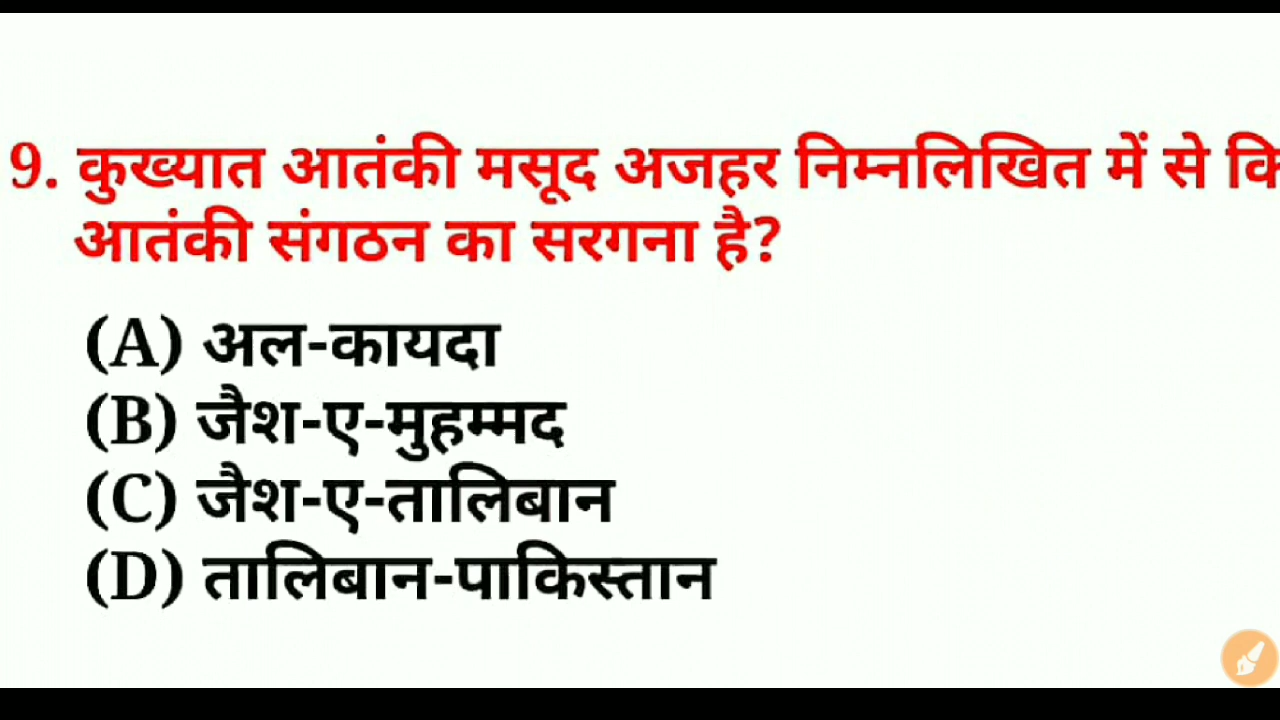 9. कुख्यात आतंकी मसूद अजहर निम्नलिखित में से
आतंकी संगठन का सरगना है?
(A) अल-कायदा
(B) जैश-ए-मुहम्मद
(C) जैश-ए-तालिबान
(D) तालिबान-पाकिस्तान